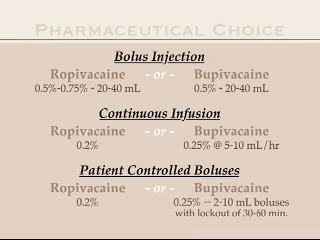 Pharmaceutical Choice
Bolus Injection
Ropivacaine - or - Bupivacaine
0.5%-0.75% - 20-40 mL 0.5% - 20-40 mL
Continuous Infusion
Ropivacaine - or - Bupivacaine
0.2% 0.25% @ 5-10 mL/hr
Patient Controlled Boluses
Ropivacaine - or - Bupivacaine
0.2% 0.25% -- 2-10 mL boluses
with lockout of 30-60 min.